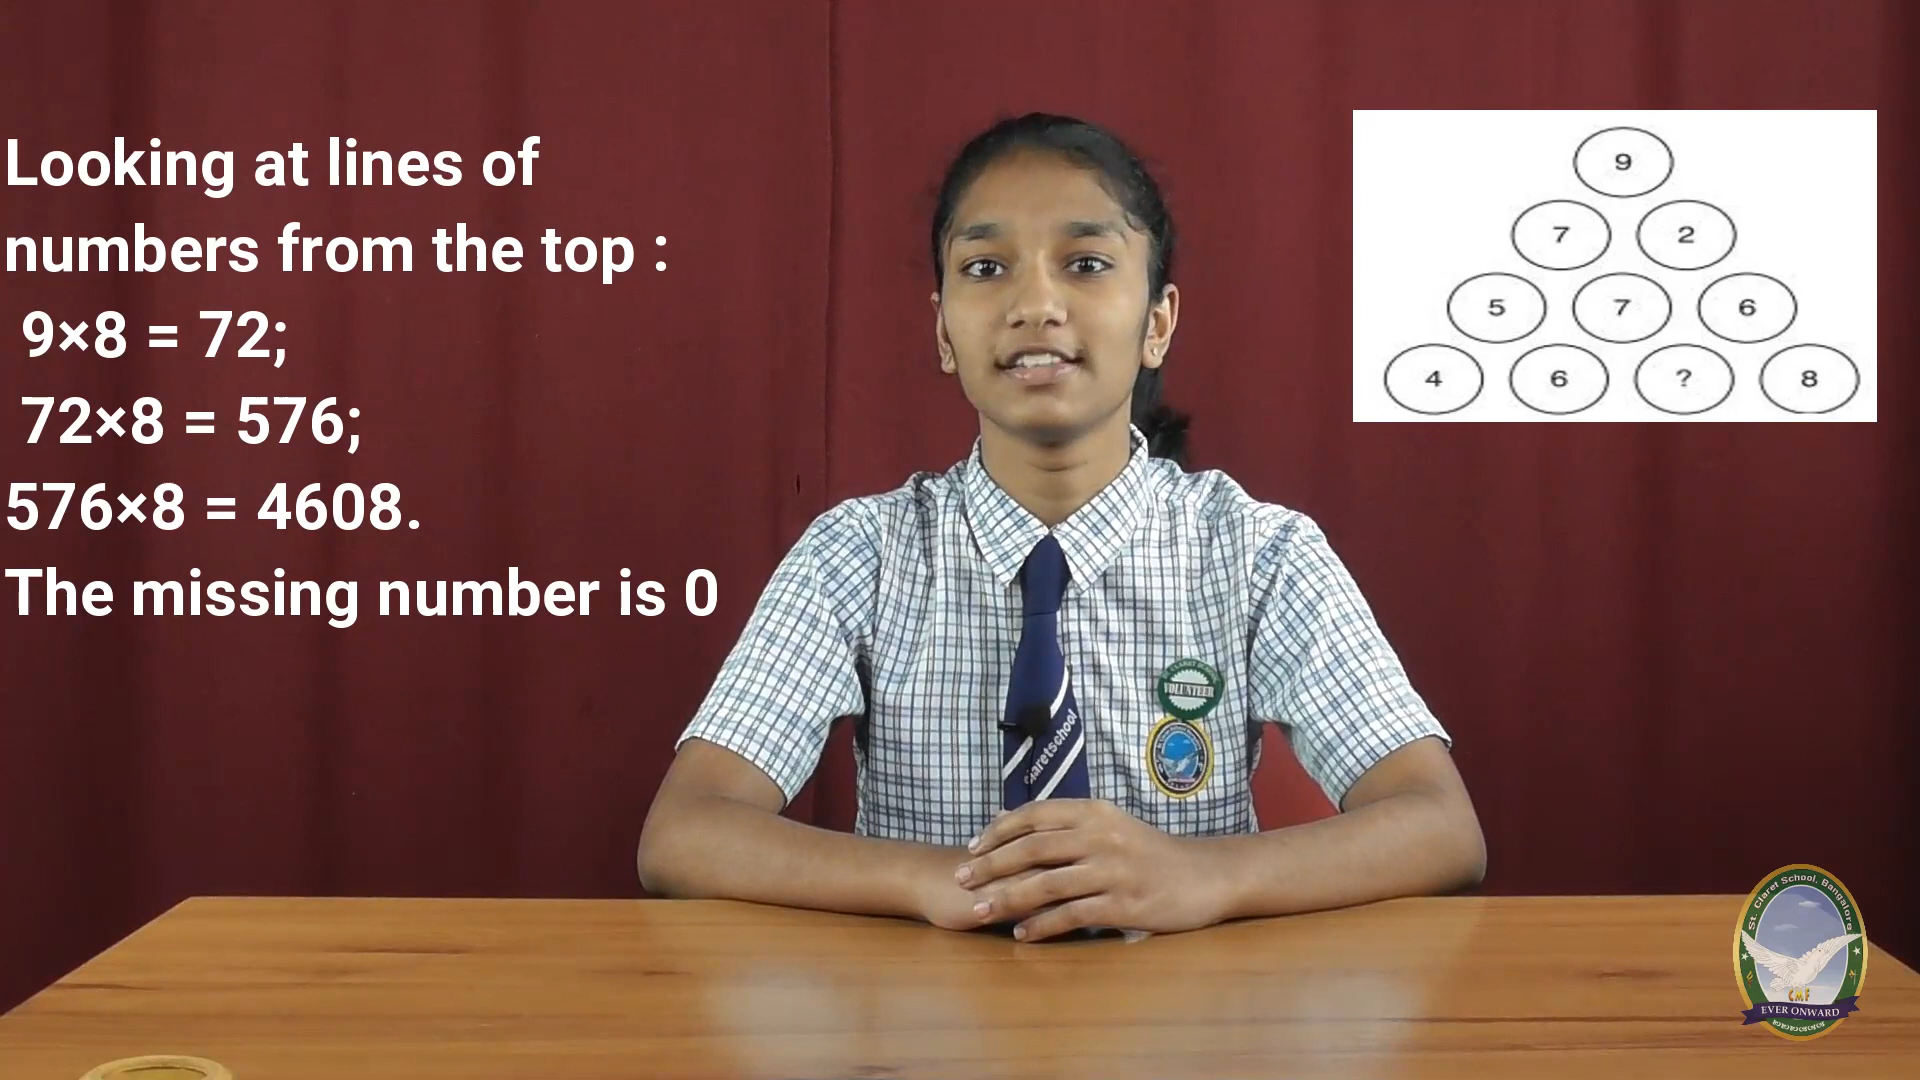 Looking at lines of
numbers from the top :
9×8 = 72;
72×8 = 576;
576×8 = 4608.
The missing number is 0
9
7 2
5 7 6
4 6 ? 8
VOLUNTEER
claretschool
St. Claret School, Bangalore
CMF
EVER ONWARD